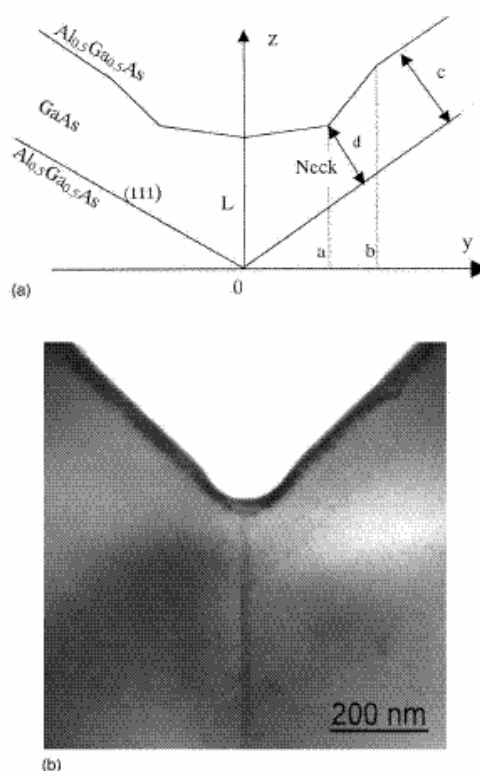 Al0.5Ga0.5As
z
GaAs
c
d
Neck
Al0.5Ga0.5As
(111)
L
a
b
y
0
(a)
200 nm
(b)